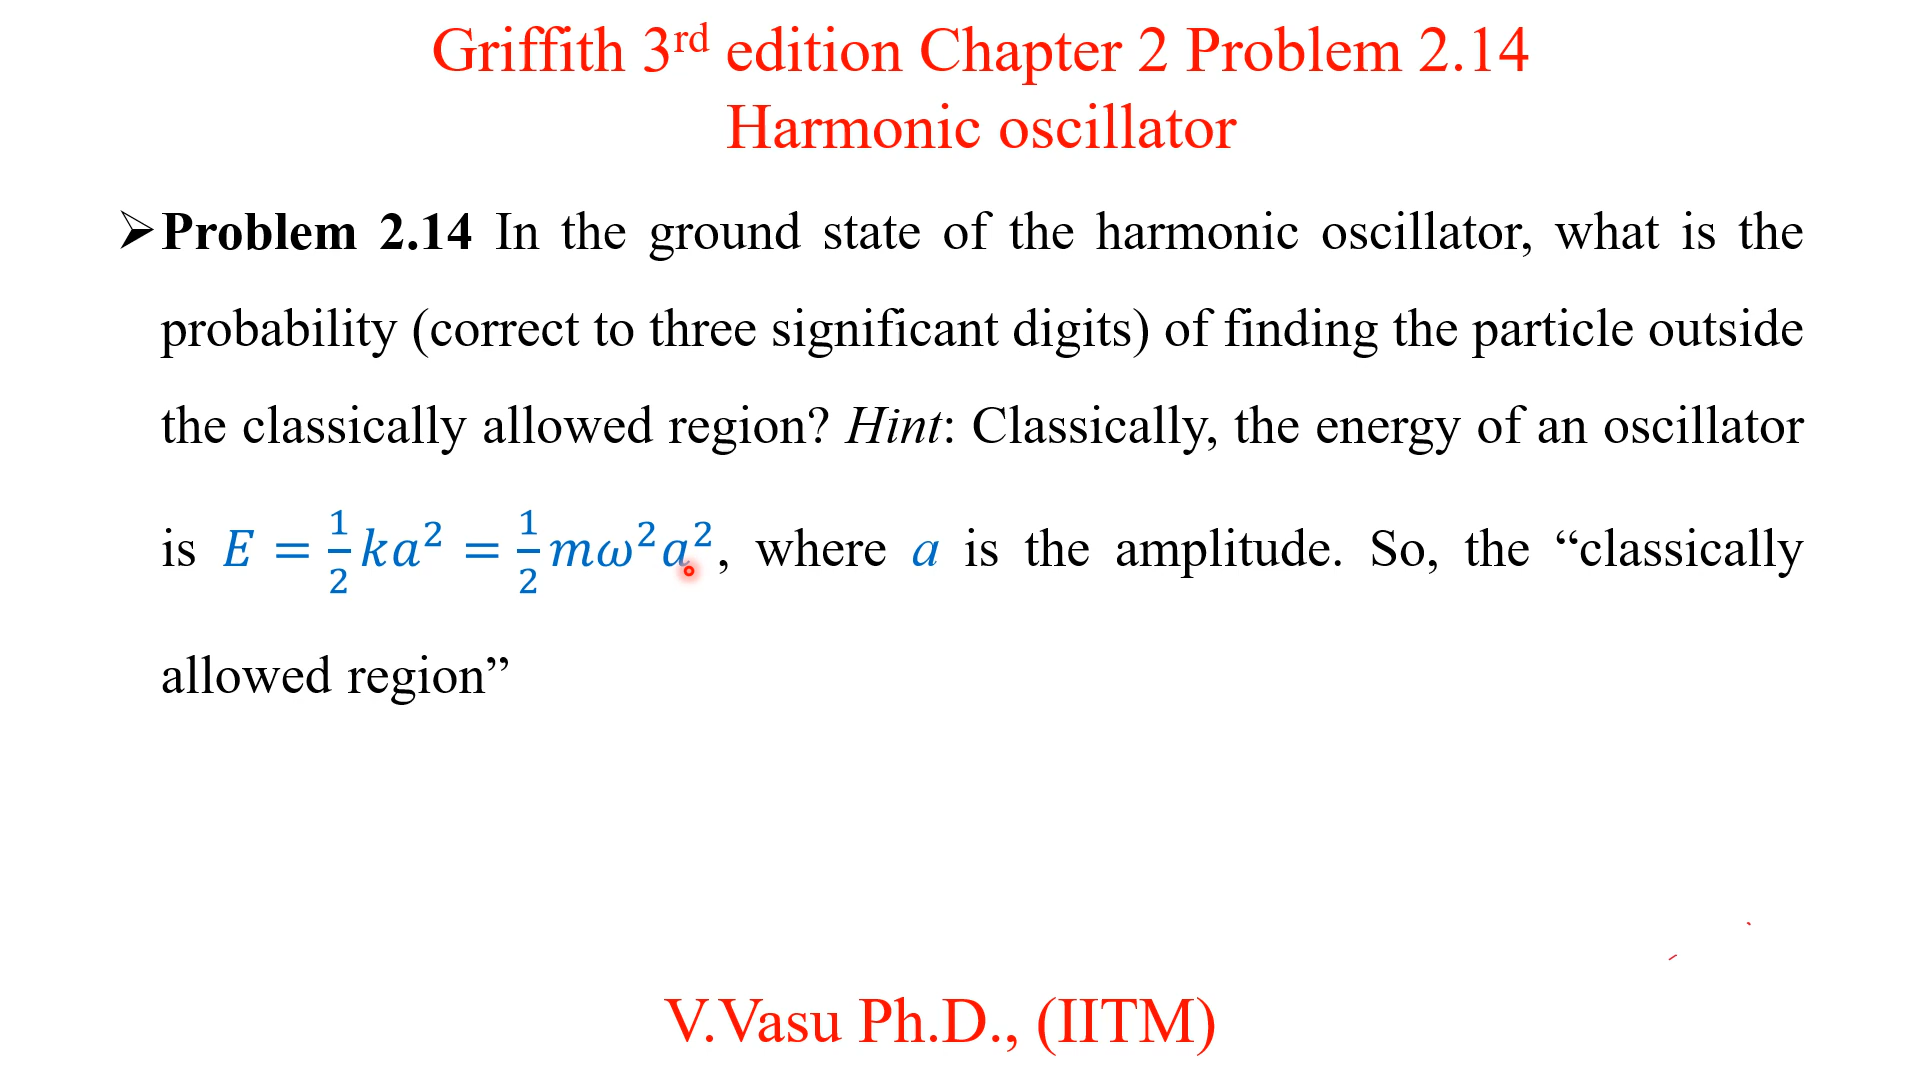 Griffith 3rd edition Chapter 2 Problem 2.14
Harmonic oscillator
➢Problem 2.14 In the ground state of the harmonic oscillator, what is the
probability (correct to three significant digits) of finding the particle outside
the classically allowed region? Hint: Classically, the energy of an oscillator
is E = 1/2 ka² = 1/2 mω²a², where a is the amplitude. So, the “classically
allowed region”
V.Vasu Ph.D., (IITM)